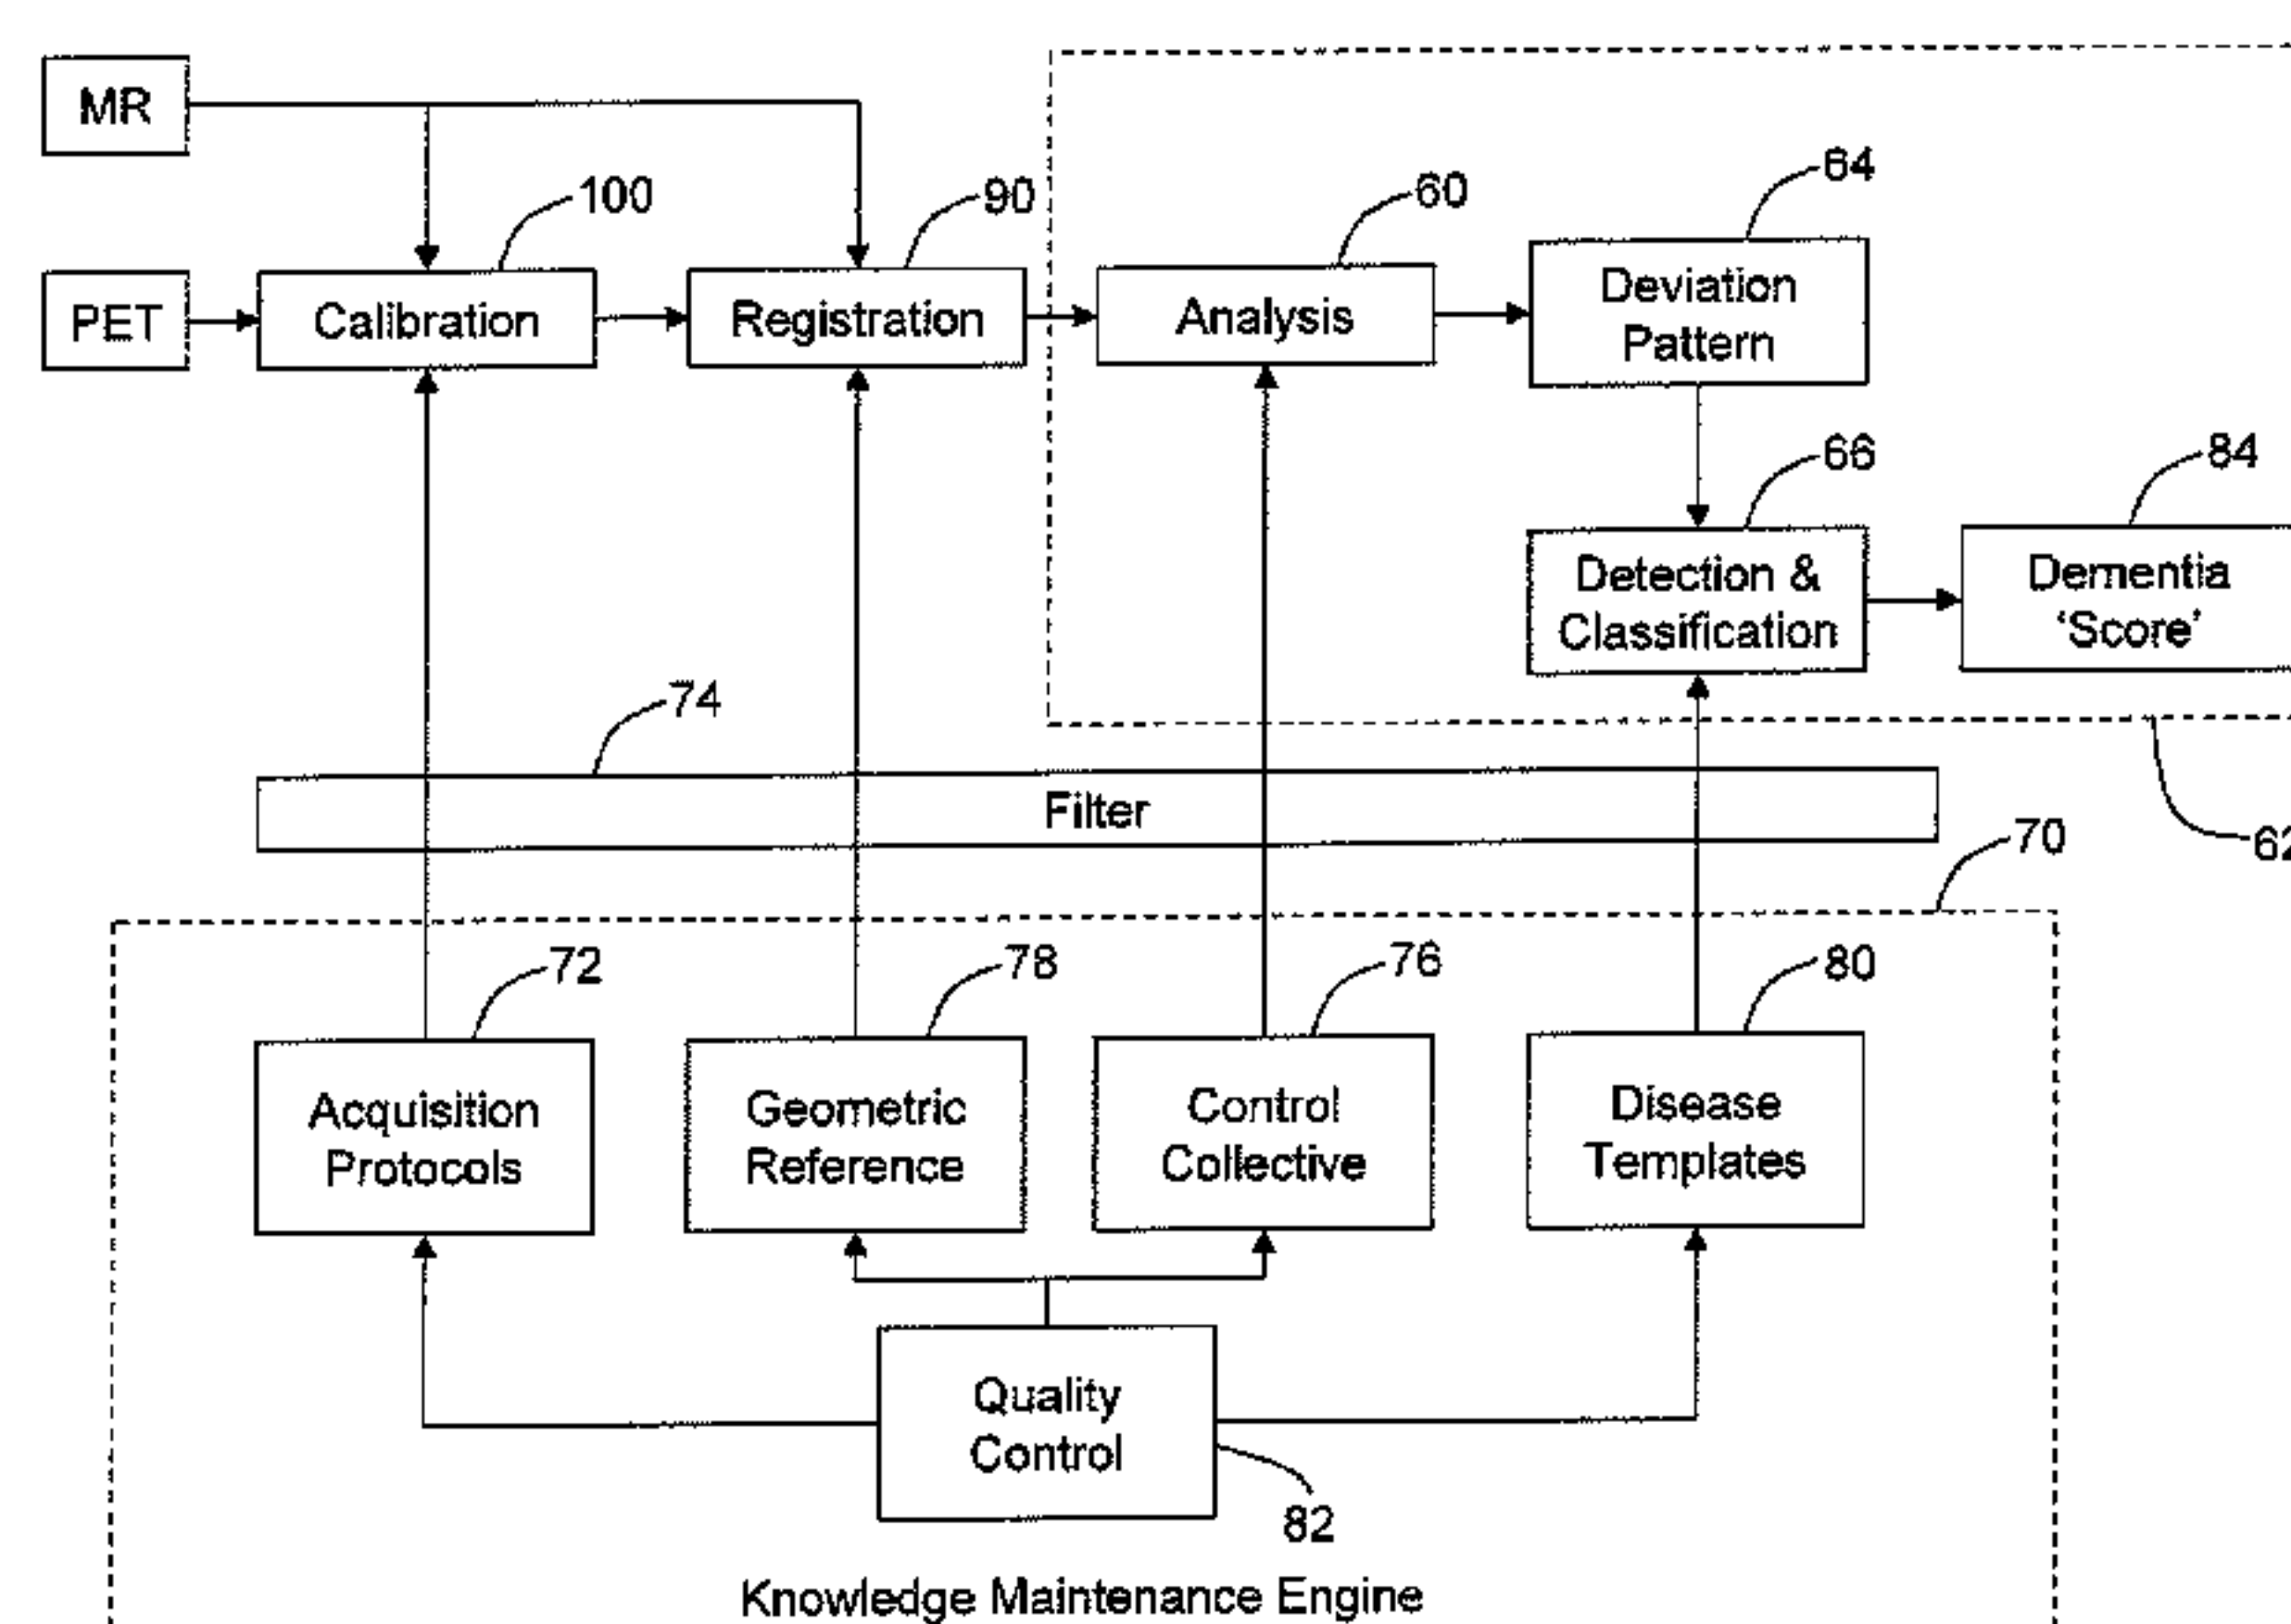 MR
100
90
60
64
PET
Calibration
Registration
Analysis
Deviation
Pattern
66
84
Detection &
Classification
Dementia
'Score'
74
Filter
62
70
72
78
76
80
Acquisition
Protocols
Geometric
Reference
Control
Collective
Disease
Templates
Quality
Control
82
Knowledge Maintenance Engine